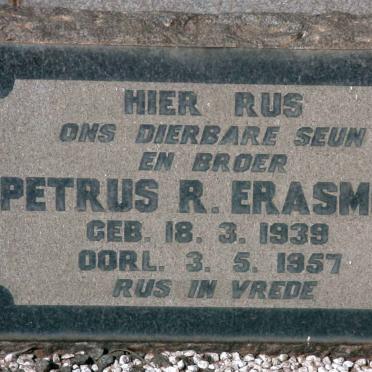 HIER RUS
ONS DIERBARE SEUN
EN BROER
PETRUS R. ERASM
GEB. 18. 3. 1939
OORL. 3. 5. 1957
RUS IN VREDE